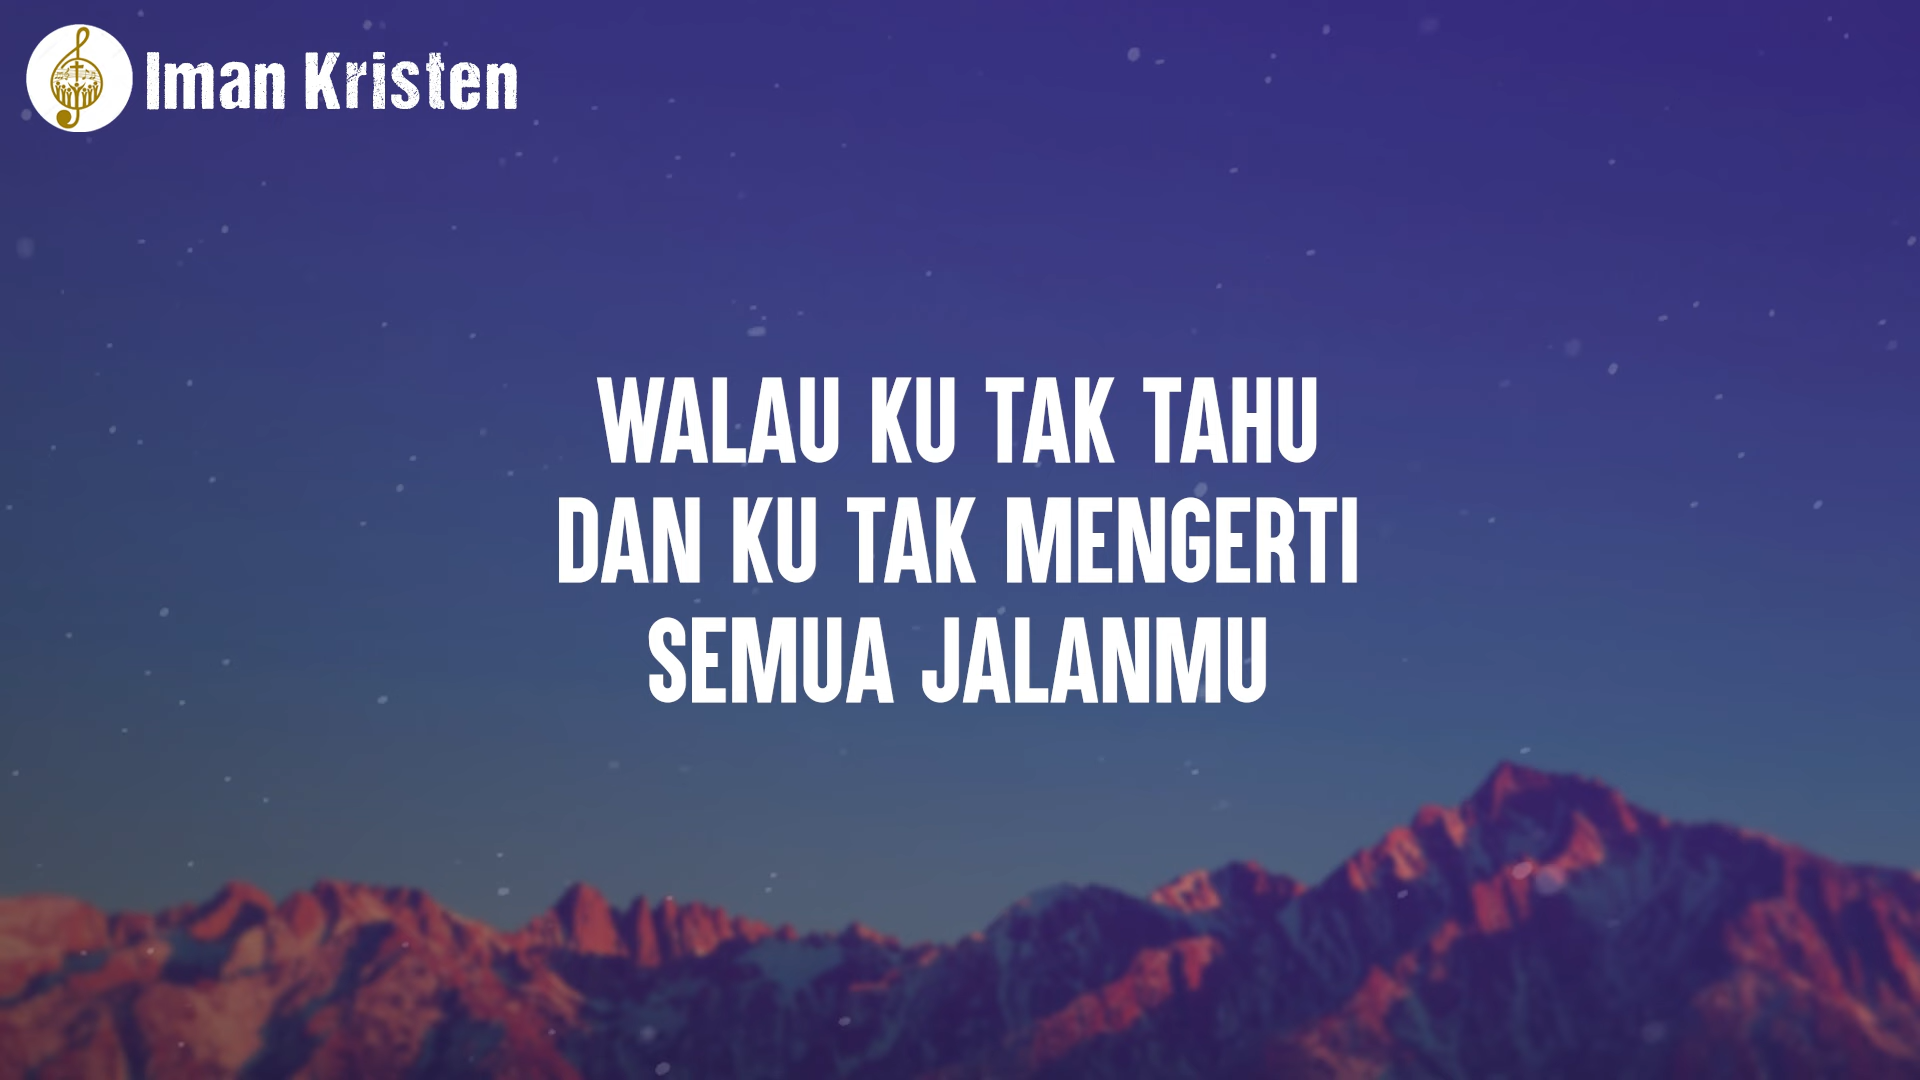 Iman Kristen
WALAU KU TAK TAHU
DAN KU TAK MENGERTI
SEMUA JALANMU